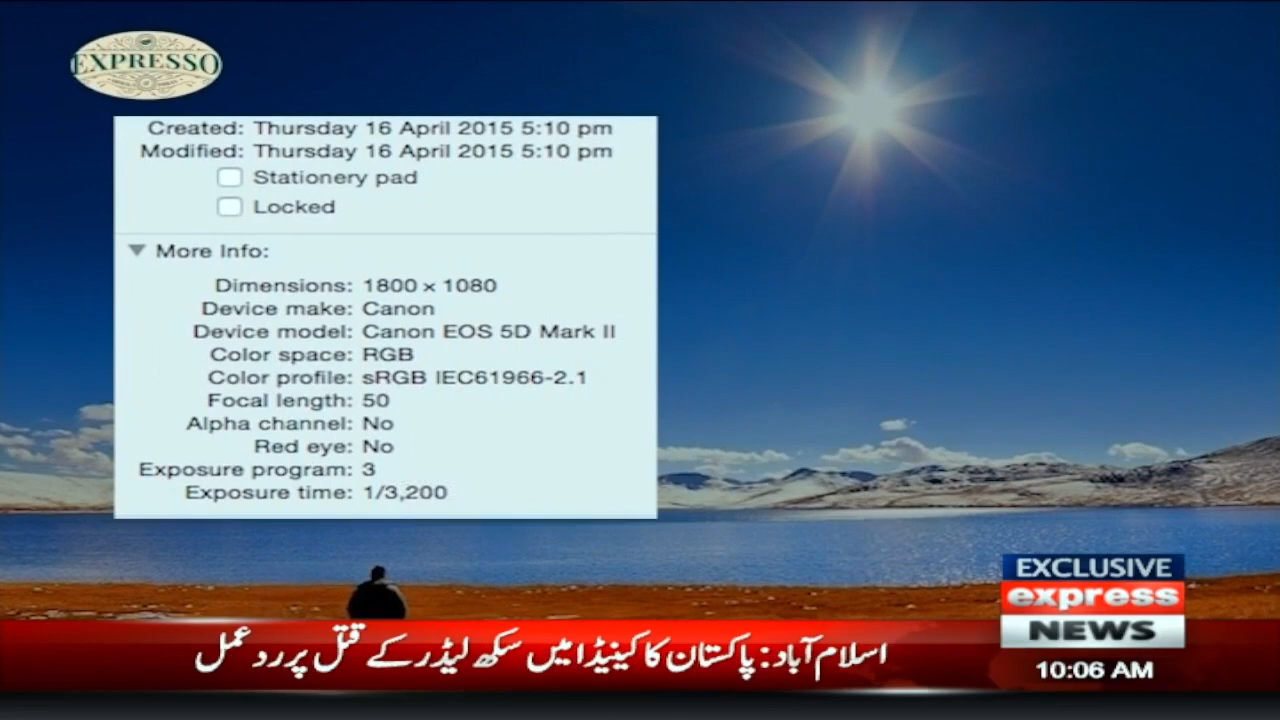 EXPRESSO
Created: Thursday 16 April 2015 5:10 pm
Modified: Thursday 16 April 2015 5:10 pm
Stationery pad
Locked
More Info:
Dimensions: 1800 × 1080
Device make: Canon
Device model: Canon EOS 5D Mark II
Color space: RGB
Color profile: sRGB IEC61966-2.1
Focal length: 50
Alpha channel: No
Red eye: No
Exposure program: 3
Exposure time: 1/3,200
EXCLUSIVE
express
NEWS
10:06 AM
اسلام آباد: پاکستان کا کینیڈا میں سکھ لیڈر کے قتل پر رد عمل